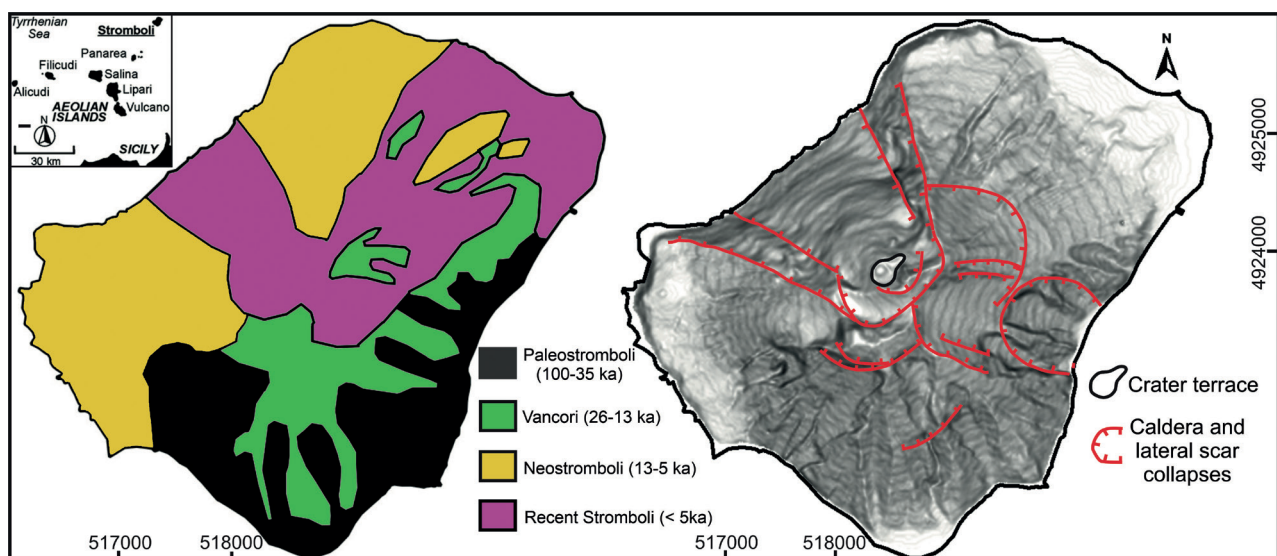 Tyrrhenian
Sea
Stromboli
Panarea
Filicudi
Salina
Alicudi
Lipari
AEOLIAN
ISLANDS
Vulcano
N
SICILY
30 km
Paleostromboli
(100-35 ka)
Vancori (26-13 ka)
Neostromboli (13-5 ka)
Recent Stromboli (< 5ka)
517000
518000
N
4925000
4924000
Crater terrace
Caldera and
lateral scar
collapses
517000
518000